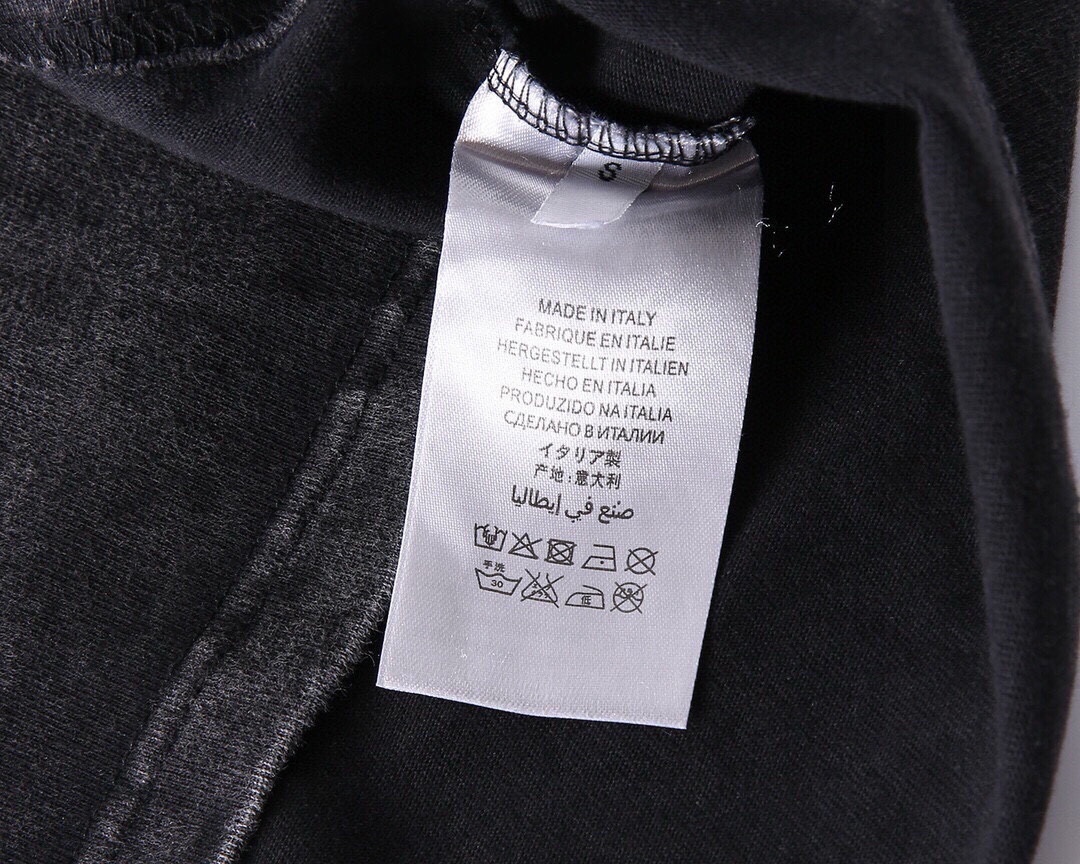 S
MADE IN ITALY
FABRIQUE EN ITALIE
HERGESTELLT IN ITALIEN
HECHO EN ITALIA
PRODUZIDO NA ITALIA
СДЕЛАНО В ИТАЛИИ
イタリア製
产地:意大利
صنع في إيطاليا
手洗
30 低